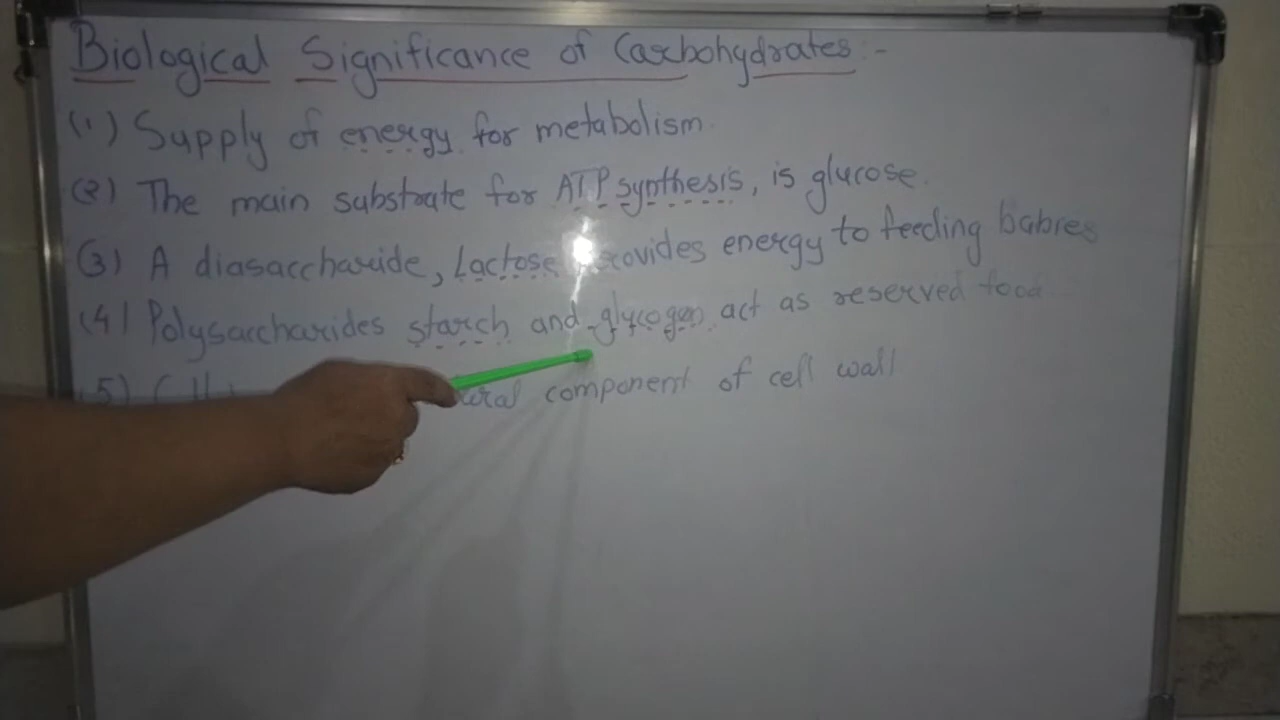 Biological Significance of Carbohydrates :-
(1) Supply of energy for metabolism.
(2) The main substrate for ATP synthesis, is glucose.
(3) A diasaccharide, Lactose energy to feeding babies
(4) Polysaccharides starch and glycogen act as reserved food
(5) component of cell wall